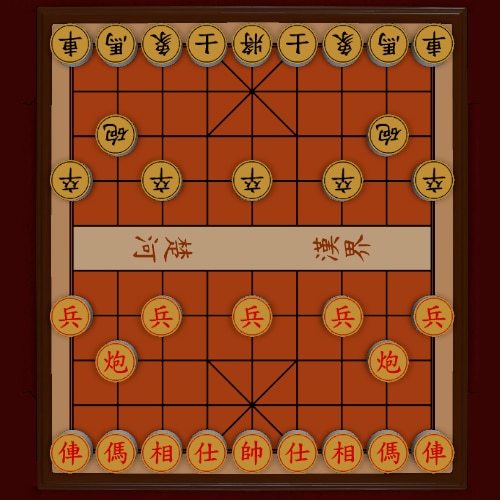 車 馬 象 士 將 士 象 馬 車
砲 砲
卒 卒 卒 卒 卒
楚河 漢界
兵 兵 兵 兵 兵
炮 炮
俥 傌 相 仕 帥 仕 相 傌 俥